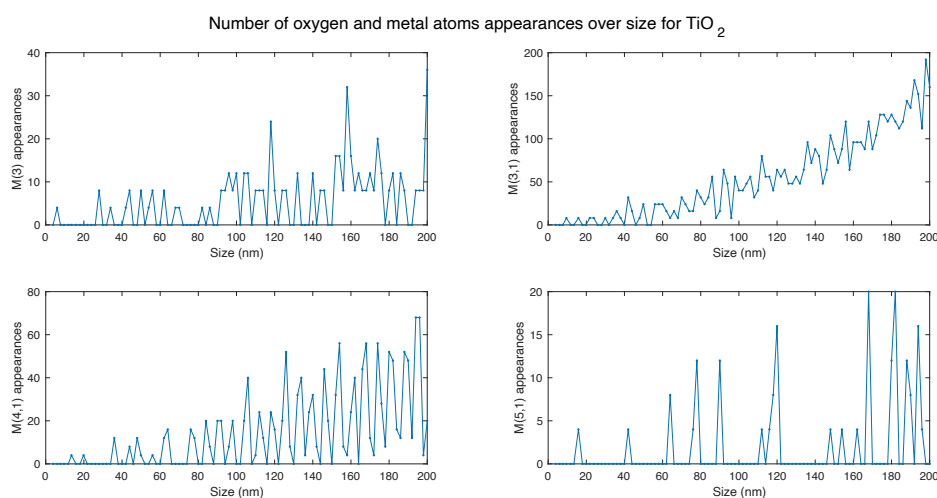 Number of oxygen and metal atoms appearances over size for TiO2
40
30
20
10
0
M(3) appearances
0 20 40 60 80 100 120 140 160 180 200
Size (nm)
200
150
100
50
0
M(3,1) appearances
0 20 40 60 80 100 120 140 160 180 200
Size (nm)
80
60
40
20
0
M(4,1) appearances
0 20 40 60 80 100 120 140 160 180 200
Size (nm)
20
15
10
5
0
M(5,1) appearances
0 20 40 60 80 100 120 140 160 180 200
Size (nm)